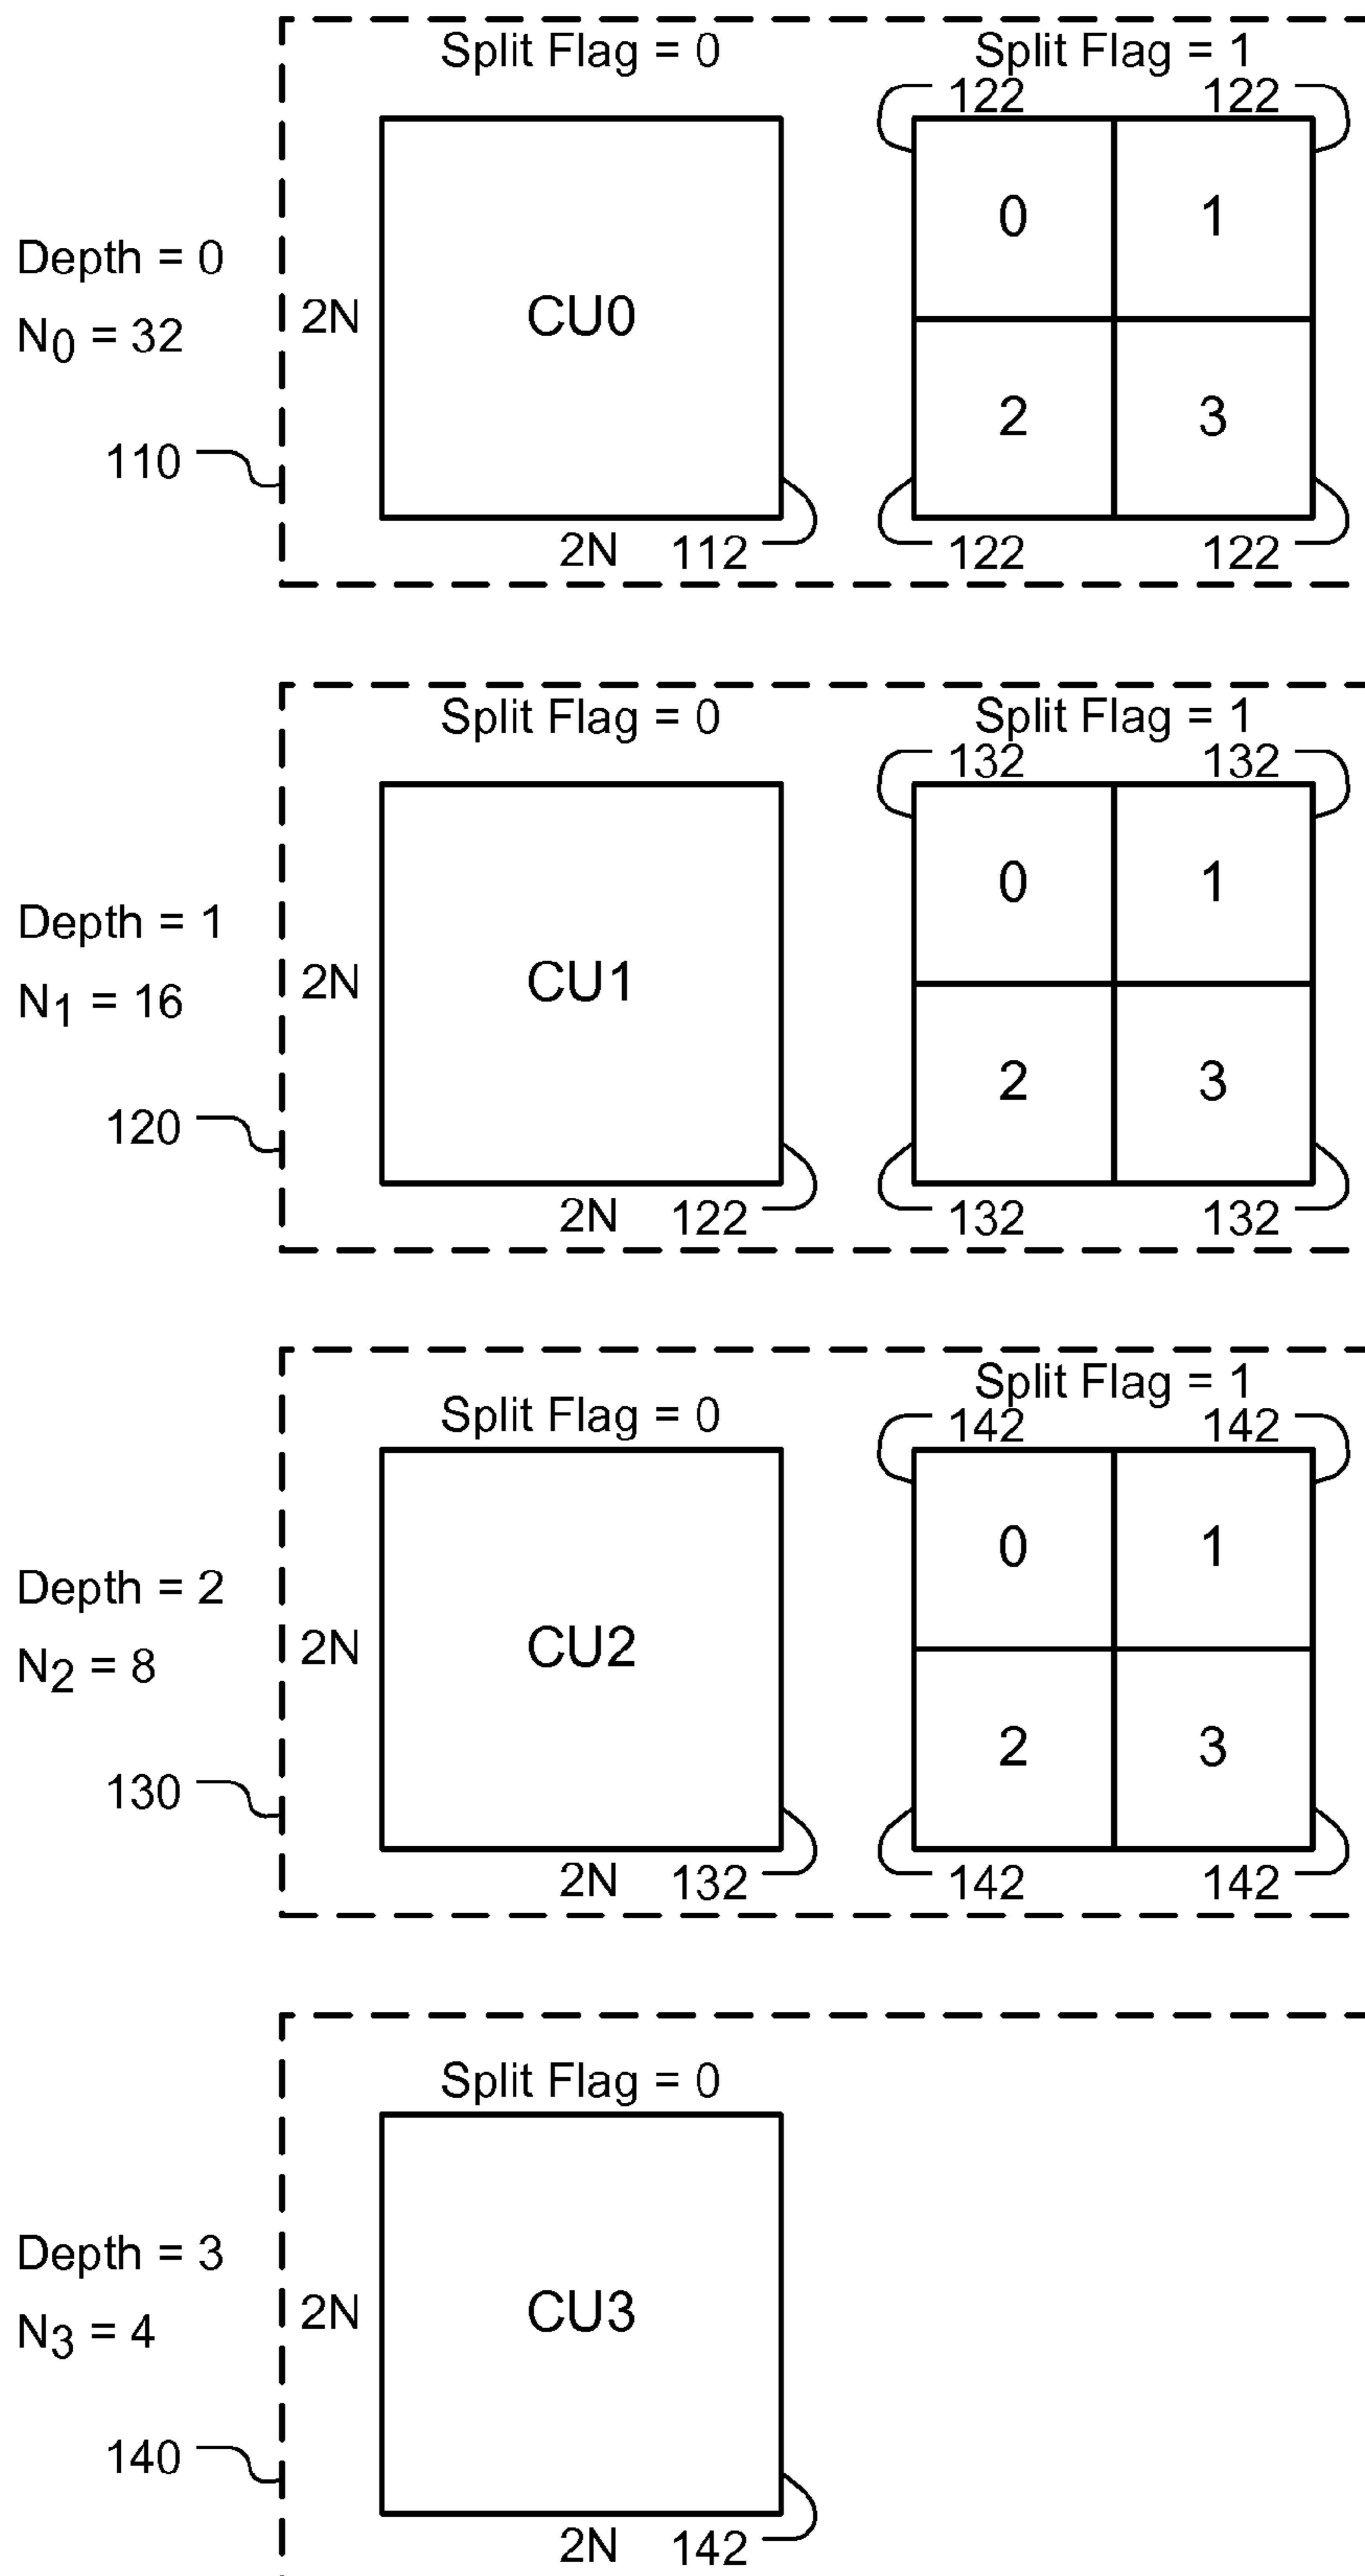 Split Flag = 0
Split Flag = 1
122
122
0
1
Depth = 0
N0 = 32
2N
CU0
2
3
110
2N
112
122
122
Split Flag = 0
Split Flag = 1
132
132
0
1
Depth = 1
N1 = 16
2N
CU1
2
3
120
2N
122
132
132
Split Flag = 0
Split Flag = 1
142
142
0
1
Depth = 2
N2 = 8
2N
CU2
2
3
130
2N
132
142
142
Split Flag = 0
Depth = 3
N3 = 4
2N
CU3
140
2N
142